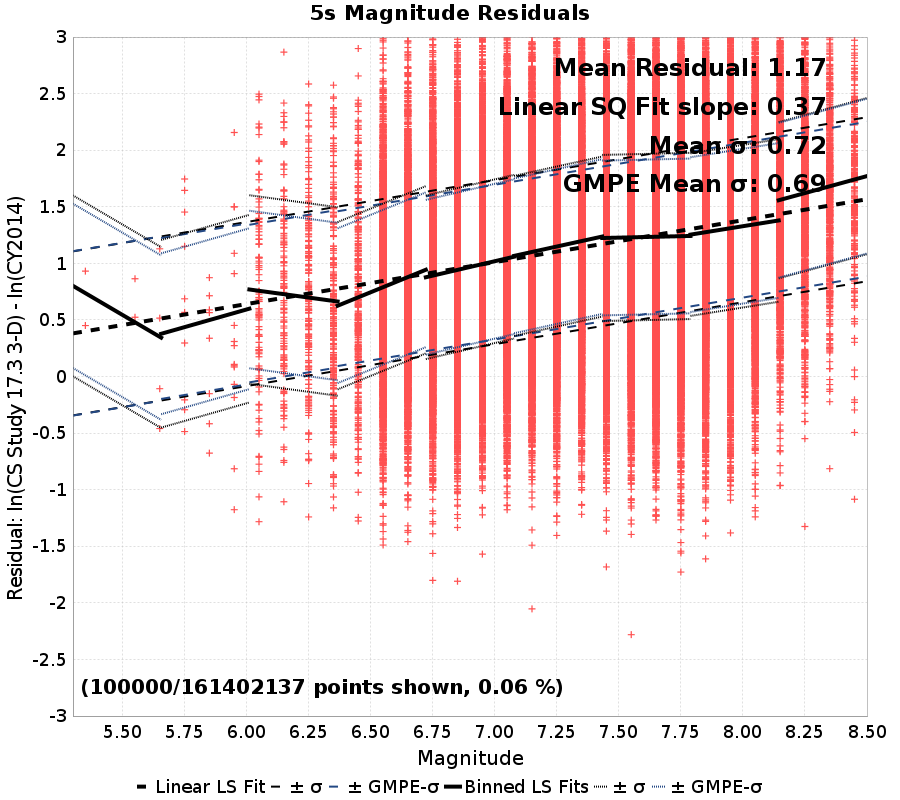 5s Magnitude Residuals
Residual: ln(CS Study 17.3 3-D) - ln(CY2014)
3
2.5
2
1.5
1
0.5
0
-0.5
-1
-1.5
-2
-2.5
-3
Mean Residual: 1.17
Linear SQ Fit slope: 0.37
Mean σ: 0.72
GMPE Mean σ: 0.69
(100000/161402137 points shown, 0.06 %)
5.50 5.75 6.00 6.25 6.50 6.75 7.00 7.25 7.50 7.75 8.00 8.25 8.50
Magnitude
Linear LS Fit ± σ ± GMPE-σ Binned LS Fits ± σ ± GMPE-σ